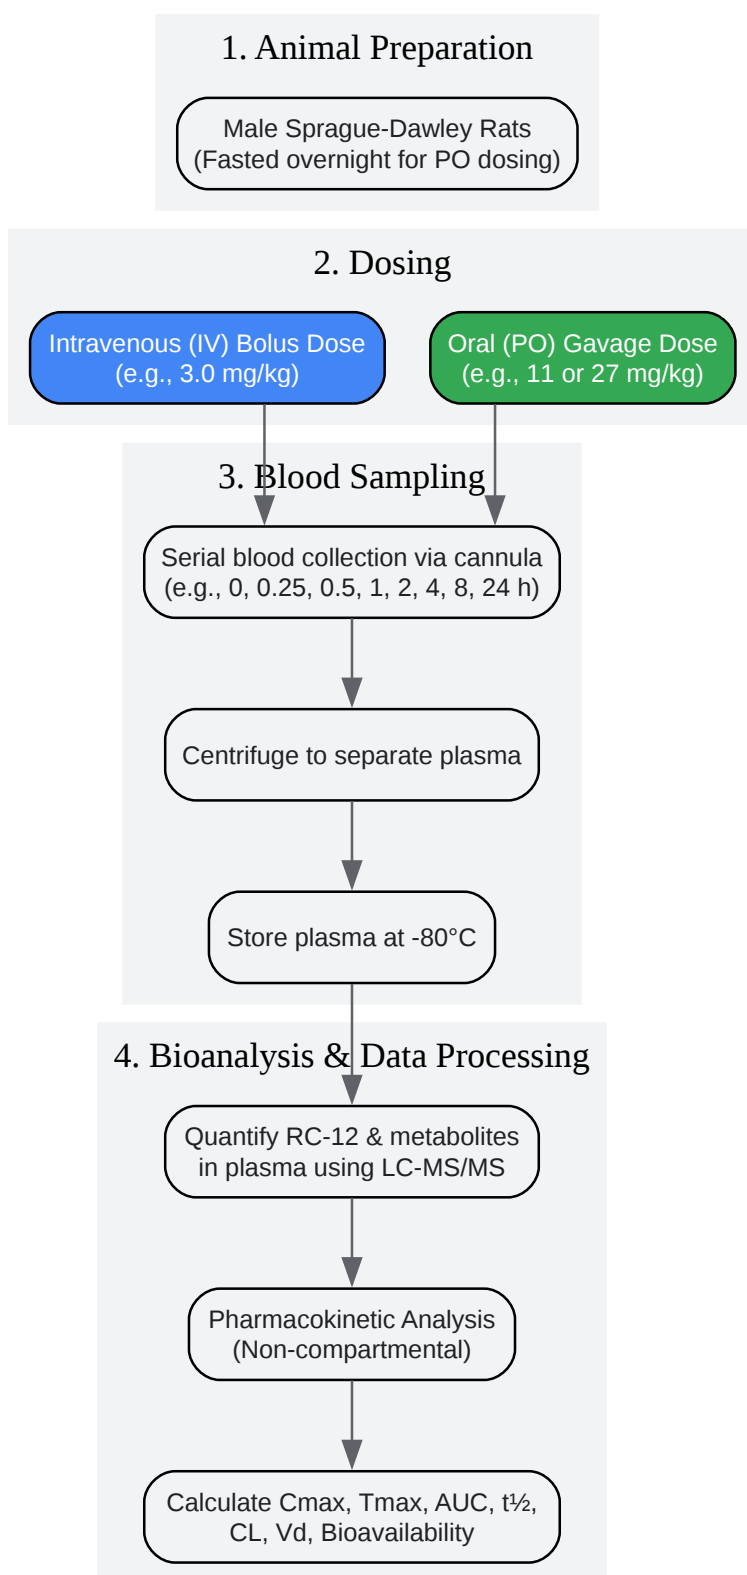 1. Animal Preparation
Male Sprague-Dawley Rats
(Fasted overnight for PO dosing)
2. Dosing
Intravenous (IV) Bolus Dose
(e.g., 3.0 mg/kg)
Oral (PO) Gavage Dose
(e.g., 11 or 27 mg/kg)
3. Blood Sampling
Serial blood collection via cannula
(e.g., 0, 0.25, 0.5, 1, 2, 4, 8, 24 h)
Centrifuge to separate plasma
Store plasma at -80°C
4. Bioanalysis & Data Processing
Quantify RC-12 & metabolites
in plasma using LC-MS/MS
Pharmacokinetic Analysis
(Non-compartmental)
Calculate Cmax, Tmax, AUC, t½,
CL, Vd, Bioavailability